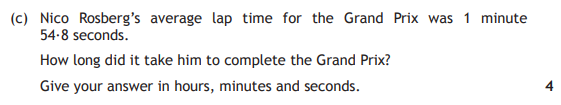 (c) Nico Rosberg's average lap time for the Grand Prix was 1 minute
54·8 seconds.
How long did it take him to complete the Grand Prix?
Give your answer in hours, minutes and seconds. 4